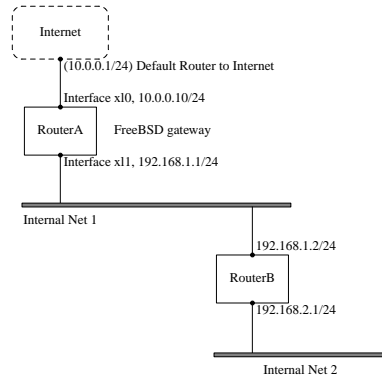 Internet
(10.0.0.1/24) Default Router to Internet
Interface xl0, 10.0.0.10/24
RouterA
FreeBSD gateway
Interface xl1, 192.168.1.1/24
Internal Net 1
192.168.1.2/24
RouterB
192.168.2.1/24
Internal Net 2